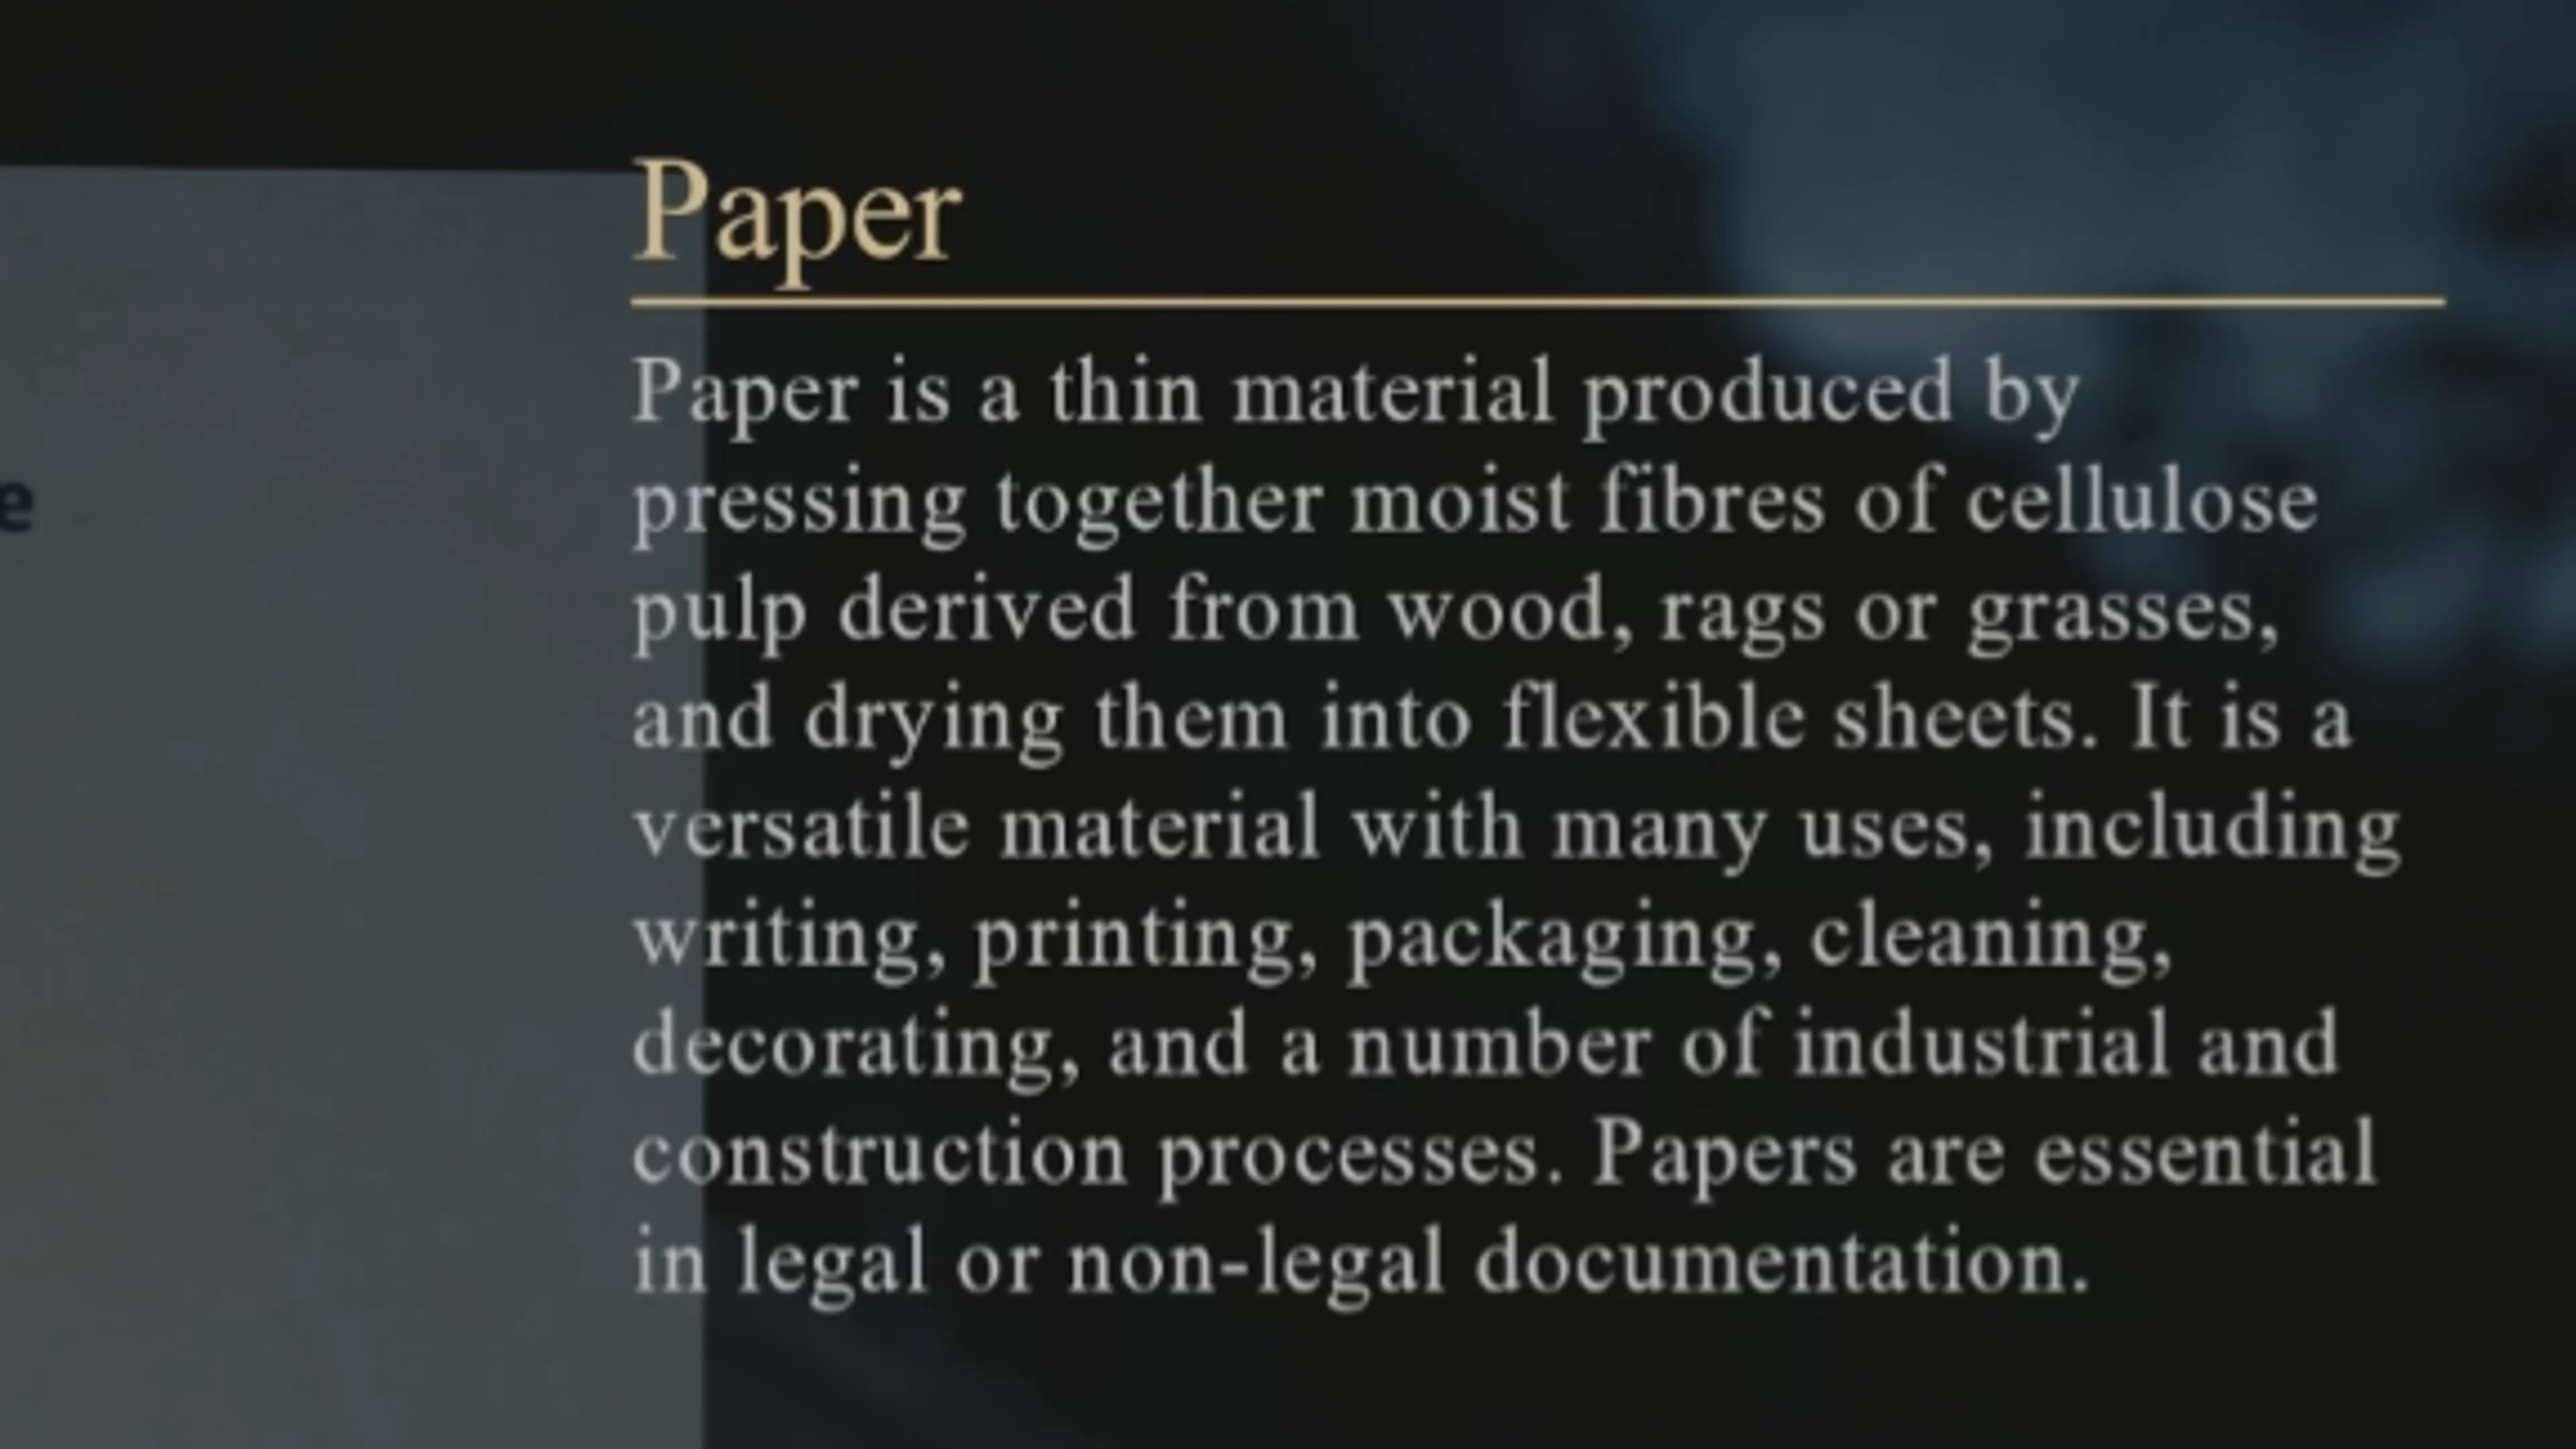 Paper
Paper is a thin material produced by
pressing together moist fibres of cellulose
pulp derived from wood, rags or grasses,
and drying them into flexible sheets. It is a
versatile material with many uses, including
writing, printing, packaging, cleaning,
decorating, and a number of industrial and
construction processes. Papers are essential
in legal or non-legal documentation.
e